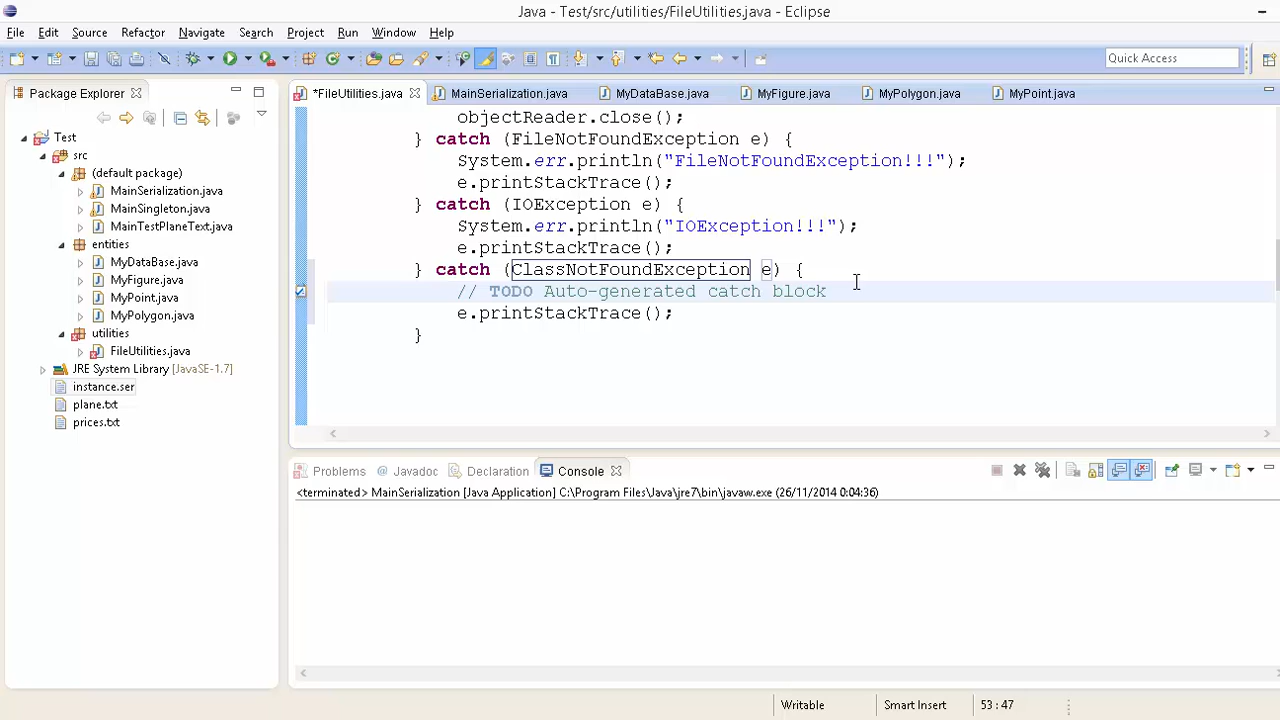 Java - Test/src/utilities/FileUtilities.java - Eclipse
File Edit Source Refactor Navigate Search Project Run Window Help
Quick Access
Package Explorer
*FileUtilities.java MainSerialization.java MyDataBase.java MyFigure.java MyPolygon.java MyPoint.java
Test
src
(default package)
MainSerialization.java
MainSingleton.java
MainTestPlaneText.java
entities
MyDataBase.java
MyFigure.java
MyPoint.java
MyPolygon.java
utilities
FileUtilities.java
JRE System Library [JavaSE-1.7]
instance.ser
plane.txt
prices.txt
objectReader.close();
} catch (FileNotFoundException e) {
System.err.println("FileNotFoundException!!!");
e.printStackTrace();
} catch (IOException e) {
System.err.println("IOException!!!");
e.printStackTrace();
} catch (ClassNotFoundException e) {
// TODO Auto-generated catch block
e.printStackTrace();
}
Problems Javadoc Declaration Console
<terminated> MainSerialization [Java Application] C:\Program Files\Java\jre7\bin\javaw.exe (26/11/2014 0:04:36)
Writable Smart Insert 53 : 47